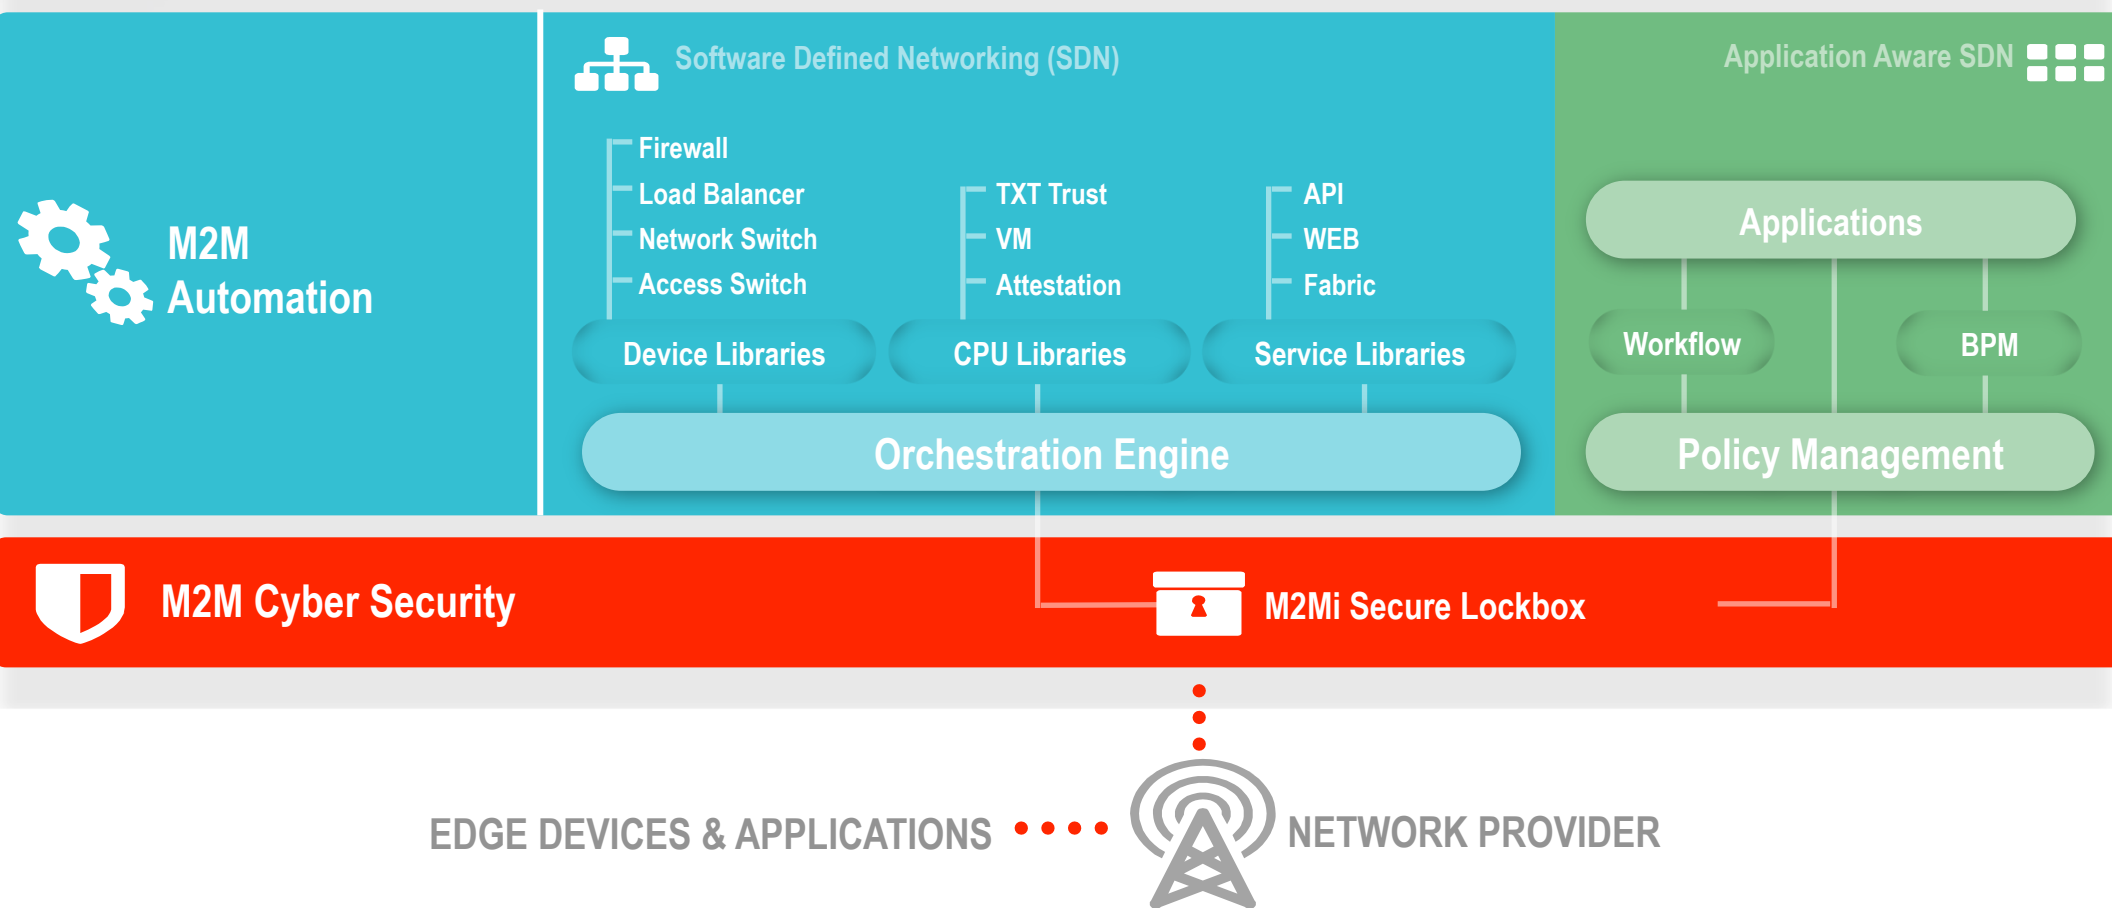 Software Defined Networking (SDN)
Application Aware SDN
M2M
Automation
Firewall
Load Balancer
Network Switch
Access Switch
TXT Trust
VM
Attestation
API
WEB
Fabric
Device Libraries
CPU Libraries
Service Libraries
Orchestration Engine
Applications
Workflow
BPM
Policy Management
M2M Cyber Security
M2Mi Secure Lockbox
EDGE DEVICES & APPLICATIONS
NETWORK PROVIDER